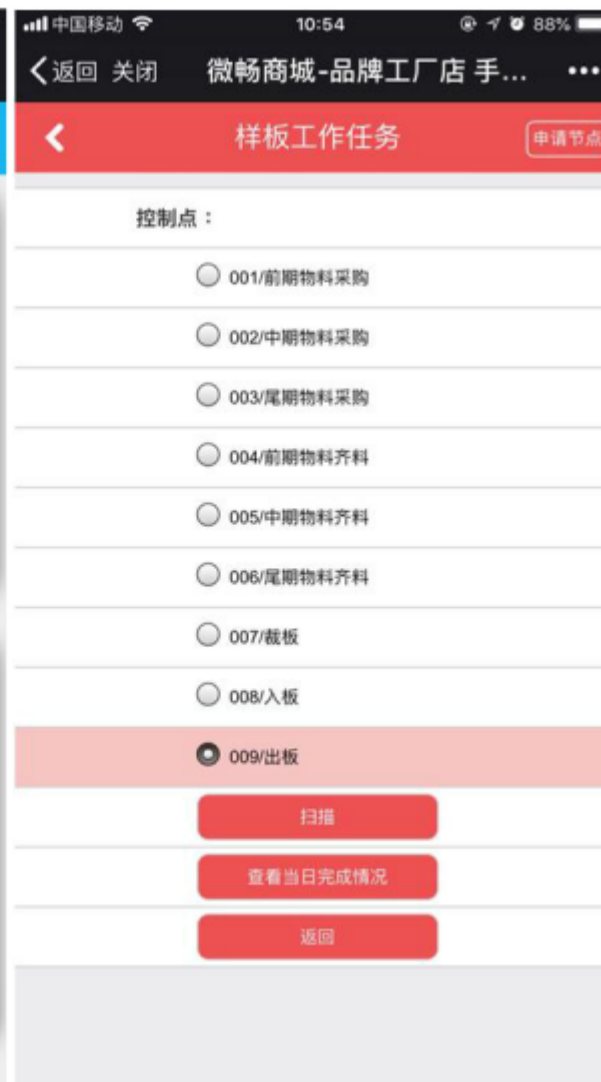 中国移动 10:54 88%
返回 关闭 微畅商城-品牌工厂店 手...
样板工作任务 申请节点
控制点：
001/前期物料采购
002/中期物料采购
003/尾期物料采购
004/前期物料齐料
005/中期物料齐料
006/尾期物料齐料
007/裁板
008/入板
009/出板
扫描
查看当日完成情况
返回